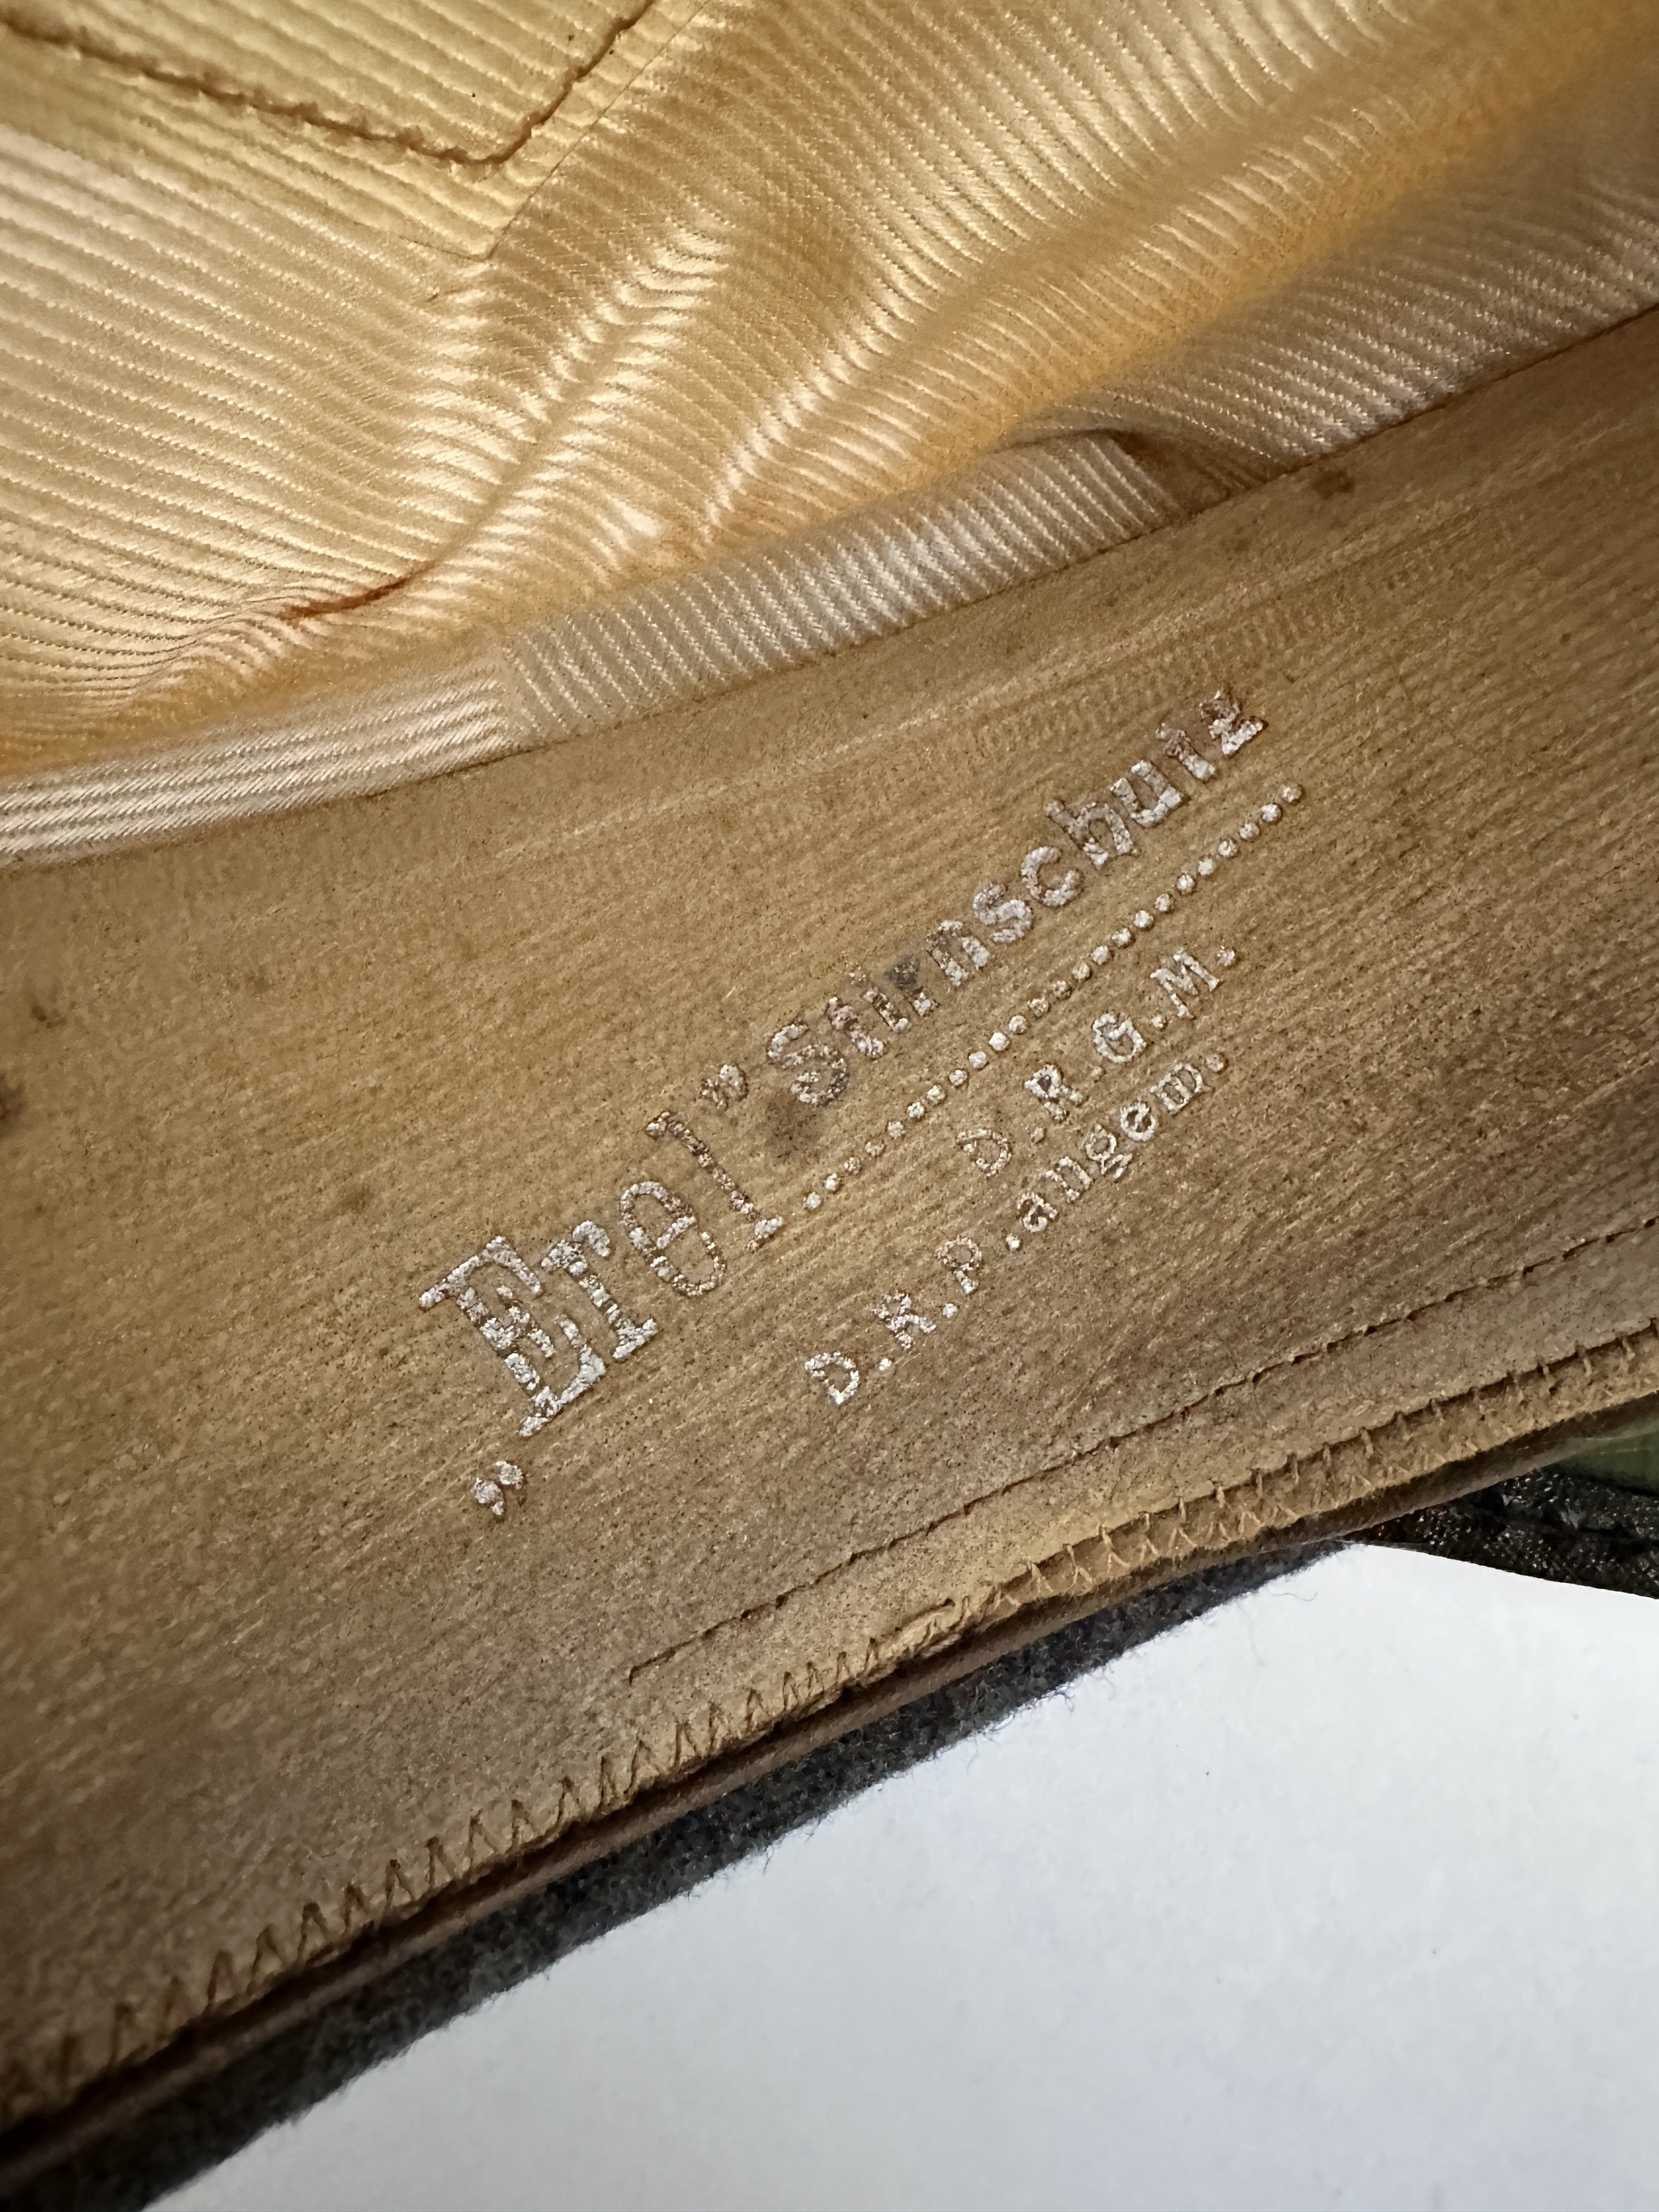 „Erel” Stirnschutz
D.R.G.M.
D.R.P.angem.